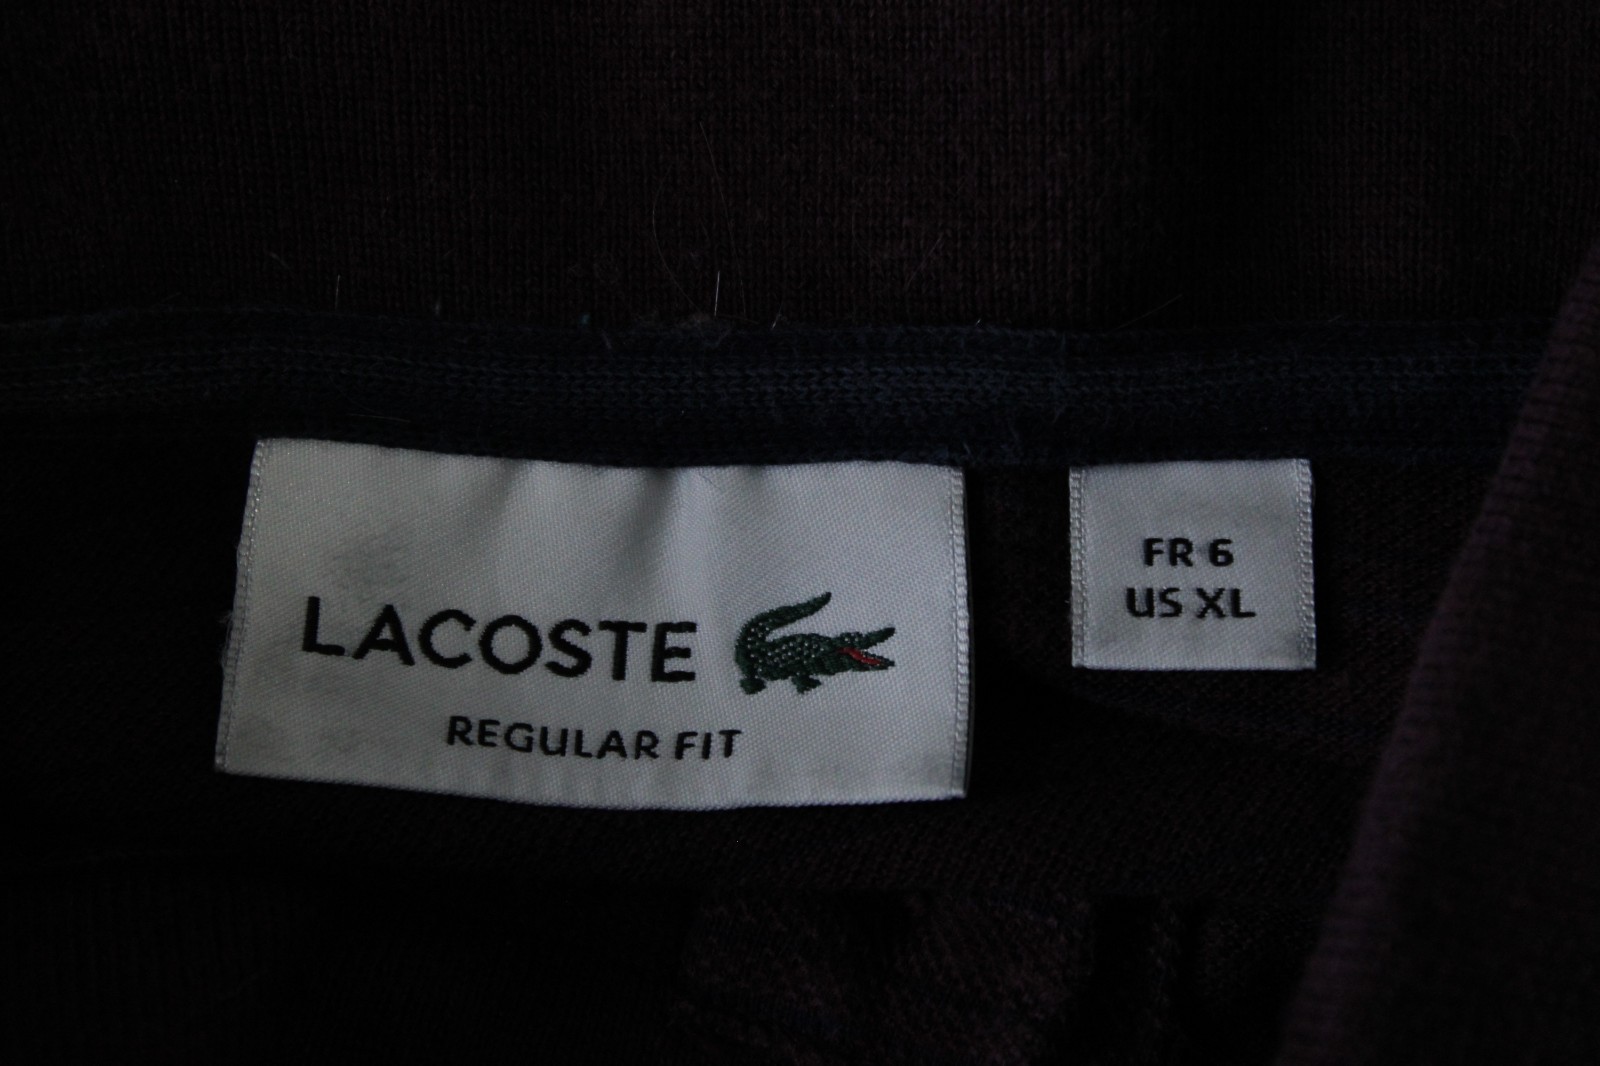 LACOSTE
REGULAR FIT
FR 6
US XL